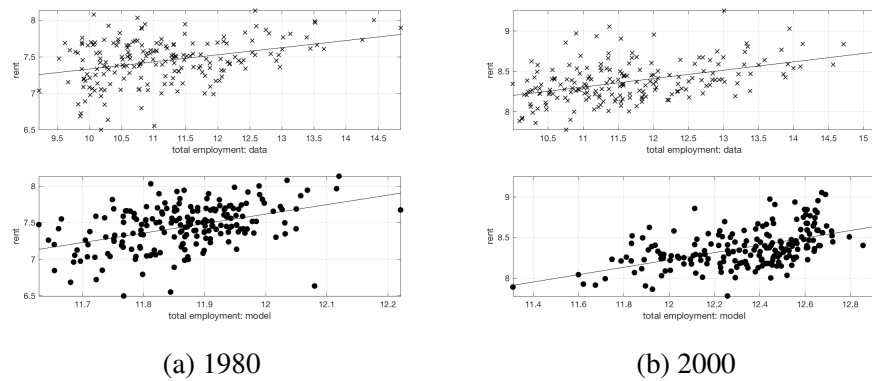 8
7.5
rent
7
6.5
9.5 10 10.5 11 11.5 12 12.5 13 13.5 14 14.5
total employment: data
9
rent
8.5
8
10.5 11 11.5 12 12.5 13 13.5 14 14.5 15
total employment: data
8
7.5
rent
7
6.5
11.7 11.8 11.9 12 12.1 12.2
total employment: model
9
rent
8.5
8
11.4 11.6 11.8 12 12.2 12.4 12.6 12.8
total employment: model
(a) 1980
(b) 2000